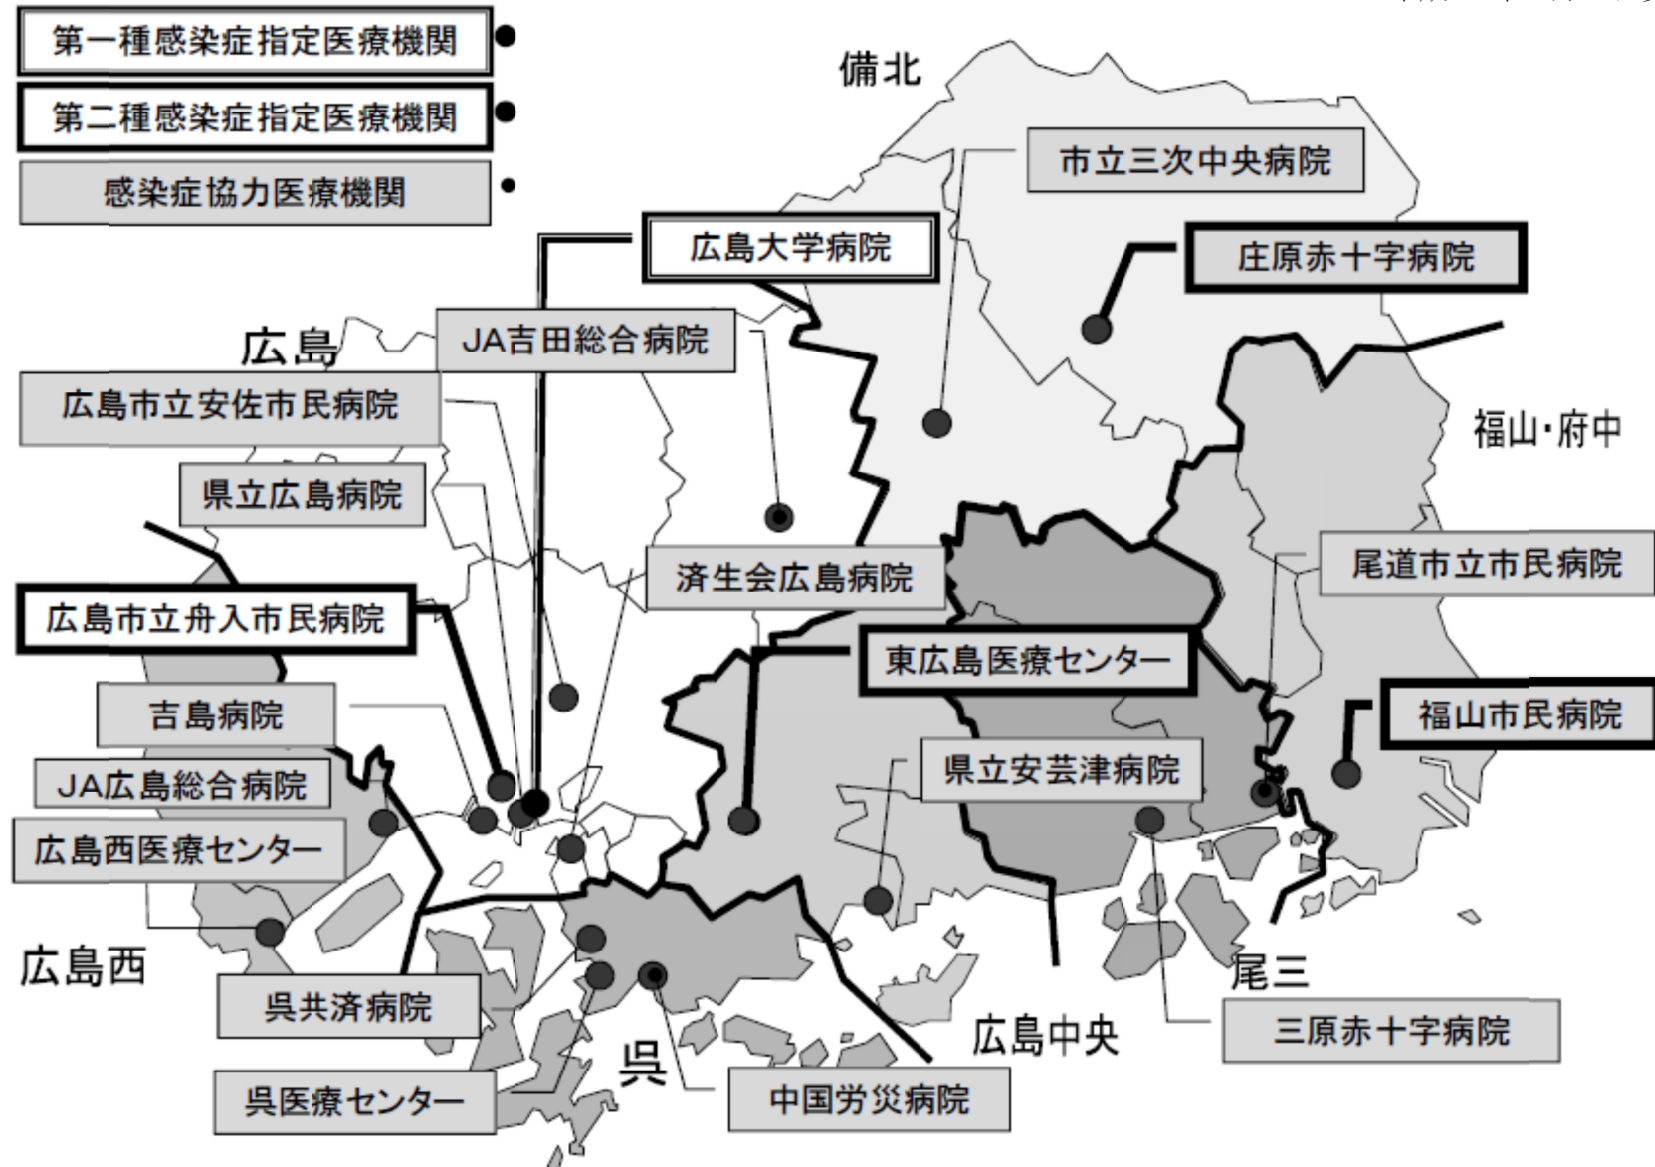 第一種感染症指定医療機関
第二種感染症指定医療機関
感染症協力医療機関
備北
市立三次中央病院
広島大学病院
庄原赤十字病院
広島
JA吉田総合病院
広島市立安佐市民病院
福山・府中
県立広島病院
尾道市立市民病院
済生会広島病院
広島市立舟入市民病院
東広島医療センター
吉島病院
福山市民病院
県立安芸津病院
JA広島総合病院
広島西医療センター
広島西
尾三
呉共済病院
広島中央
三原赤十字病院
呉
呉医療センター
中国労災病院